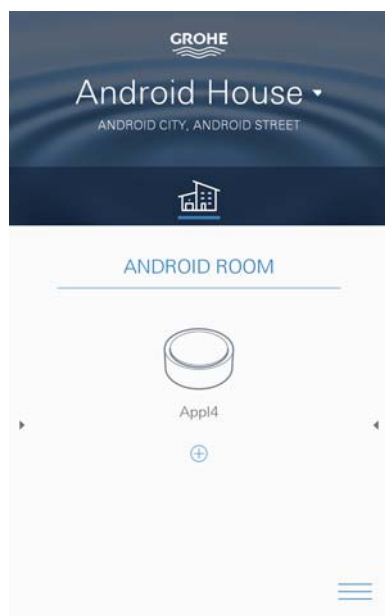 GROHE
Android House
ANDROID CITY, ANDROID STREET
ANDROID ROOM
Appl4